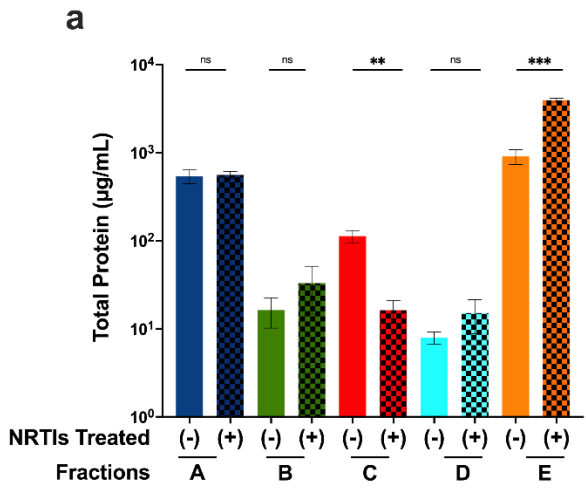 a
ns ns ** ns ***
Total Protein (µg/mL)
10⁴
10³
10²
10¹
10⁰
NRTIs Treated (-) (+) (-) (+) (-) (+) (-) (+) (-) (+)
Fractions A B C D E